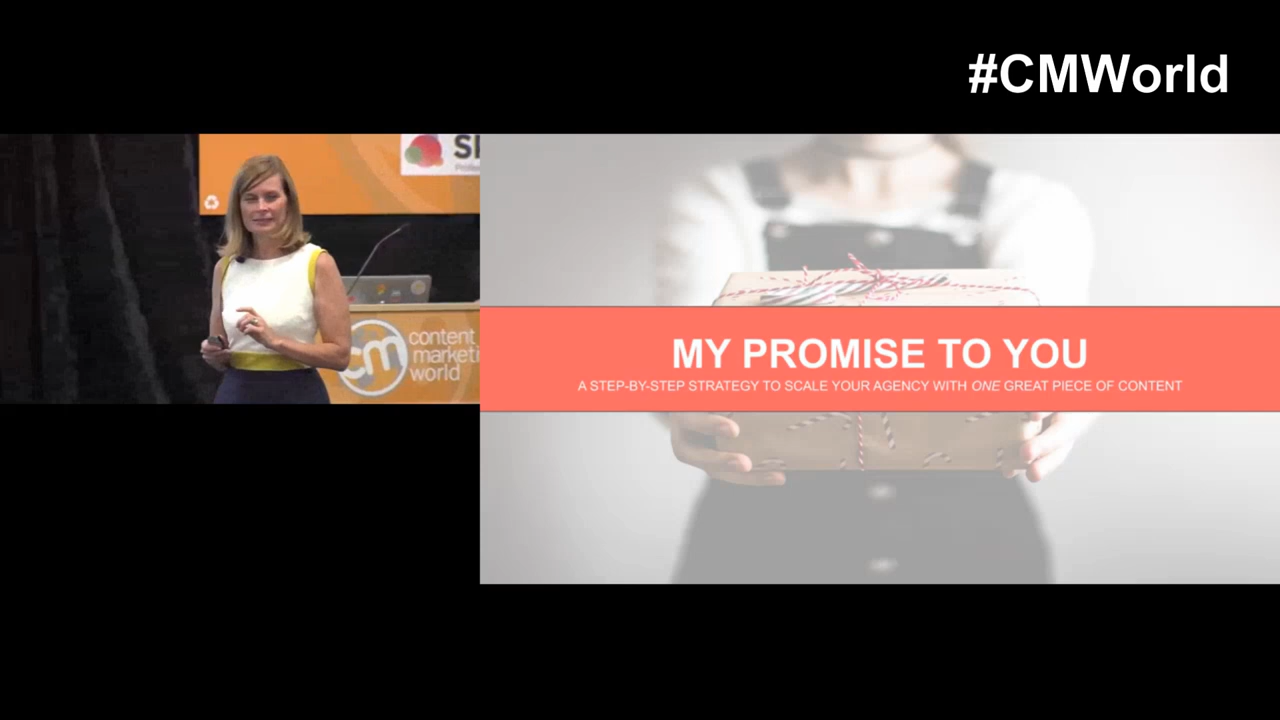 #CMWorld
cm
content
world
MY PROMISE TO YOU
A STEP-BY-STEP STRATEGY TO SCALE YOUR AGENCY WITH ONE GREAT PIECE OF CONTENT